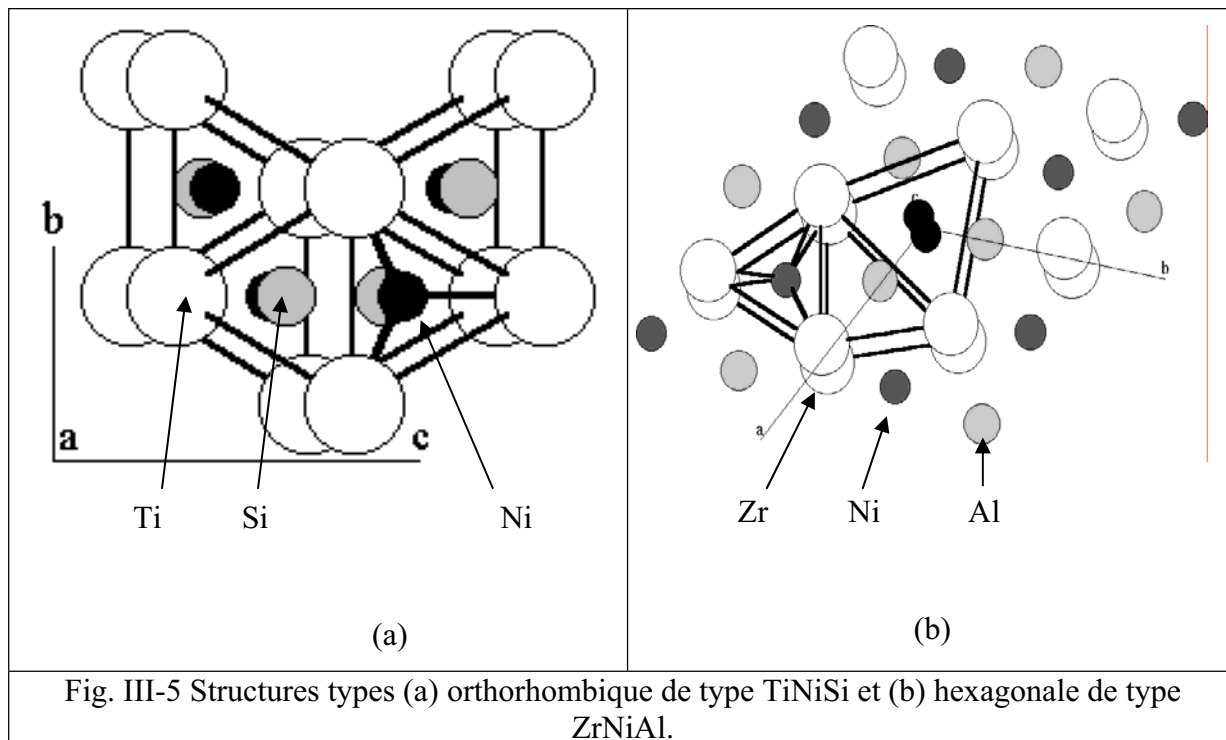 b
a
c
Ti
Si
Ni
(a)
c
b
a
Zr
Ni
Al
(b)
Fig. III-5 Structures types (a) orthorhombique de type TiNiSi et (b) hexagonale de type
ZrNiAl.